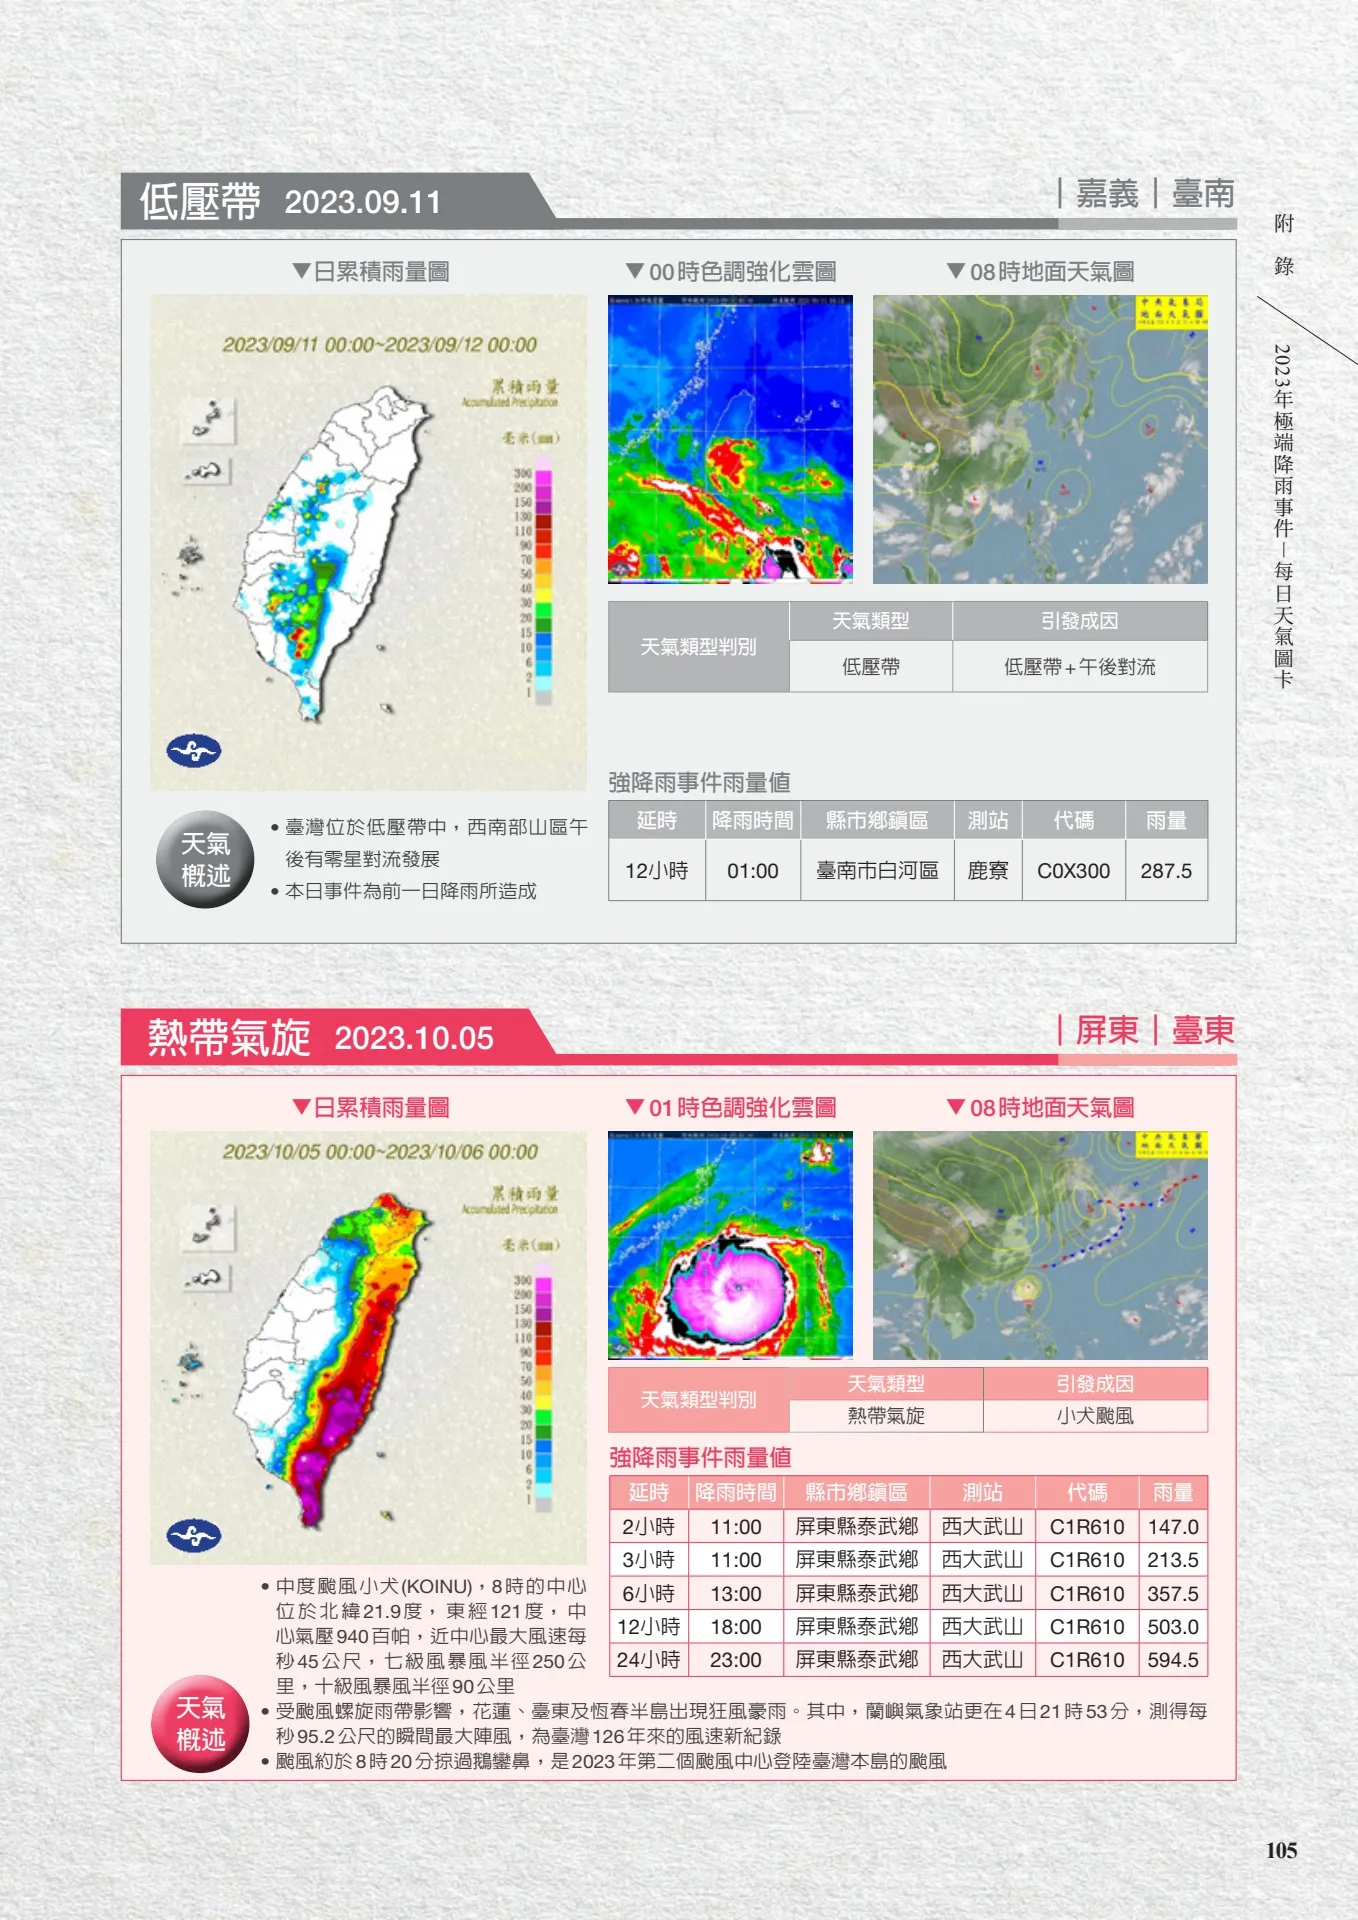 低壓帶 2023.09.11
｜嘉義｜臺南
▼日累積雨量圖
▼00時色調強化雲圖
▼08時地面天氣圖
2023/09/11 00:00~2023/09/12 00:00
累積雨量
Accumulated Precipitation
毫米(mm)
300
200
150
130
110
90
70
50
40
30
20
15
10
6
2
1
中央氣象局
地面天氣圖
天氣類型判別 天氣類型 引發成因
低壓帶 低壓帶+午後對流
強降雨事件雨量值
延時 降雨時間 縣市鄉鎮區 測站 代碼 雨量
12小時 01:00 臺南市白河區 鹿寮 C0X300 287.5
天氣
概述
•臺灣位於低壓帶中，西南部山區午
後有零星對流發展
•本日事件為前一日降雨所造成
熱帶氣旋 2023.10.05
｜屏東｜臺東
▼日累積雨量圖
▼01時色調強化雲圖
▼08時地面天氣圖
2023/10/05 00:00~2023/10/06 00:00
累積雨量
Accumulated Precipitation
毫米(mm)
300
200
150
130
110
90
70
50
40
30
20
15
10
6
2
1
天氣類型判別 天氣類型 引發成因
熱帶氣旋 小犬颱風
強降雨事件雨量值
延時 降雨時間 縣市鄉鎮區 測站 代碼 雨量
2小時 11:00 屏東縣泰武鄉 西大武山 C1R610 147.0
3小時 11:00 屏東縣泰武鄉 西大武山 C1R610 213.5
6小時 13:00 屏東縣泰武鄉 西大武山 C1R610 357.5
12小時 18:00 屏東縣泰武鄉 西大武山 C1R610 503.0
24小時 23:00 屏東縣泰武鄉 西大武山 C1R610 594.5
天氣
概述
•中度颱風小犬(KOINU)，8時的中心
位於北緯21.9度，東經121度，中
心氣壓940百帕，近中心最大風速每
秒45公尺，七級風暴風半徑250公
里，十級風暴風半徑90公里
•受颱風螺旋雨帶影響，花蓮、臺東及恆春半島出現狂風豪雨。其中，蘭嶼氣象站更在4日21時53分，測得每
秒95.2公尺的瞬間最大陣風，為臺灣126年來的風速新紀錄
•颱風約於8時20分掠過鵝鑾鼻，是2023年第二個颱風中心登陸臺灣本島的颱風
附錄
2023年極端降雨事件－每日天氣圖卡
105